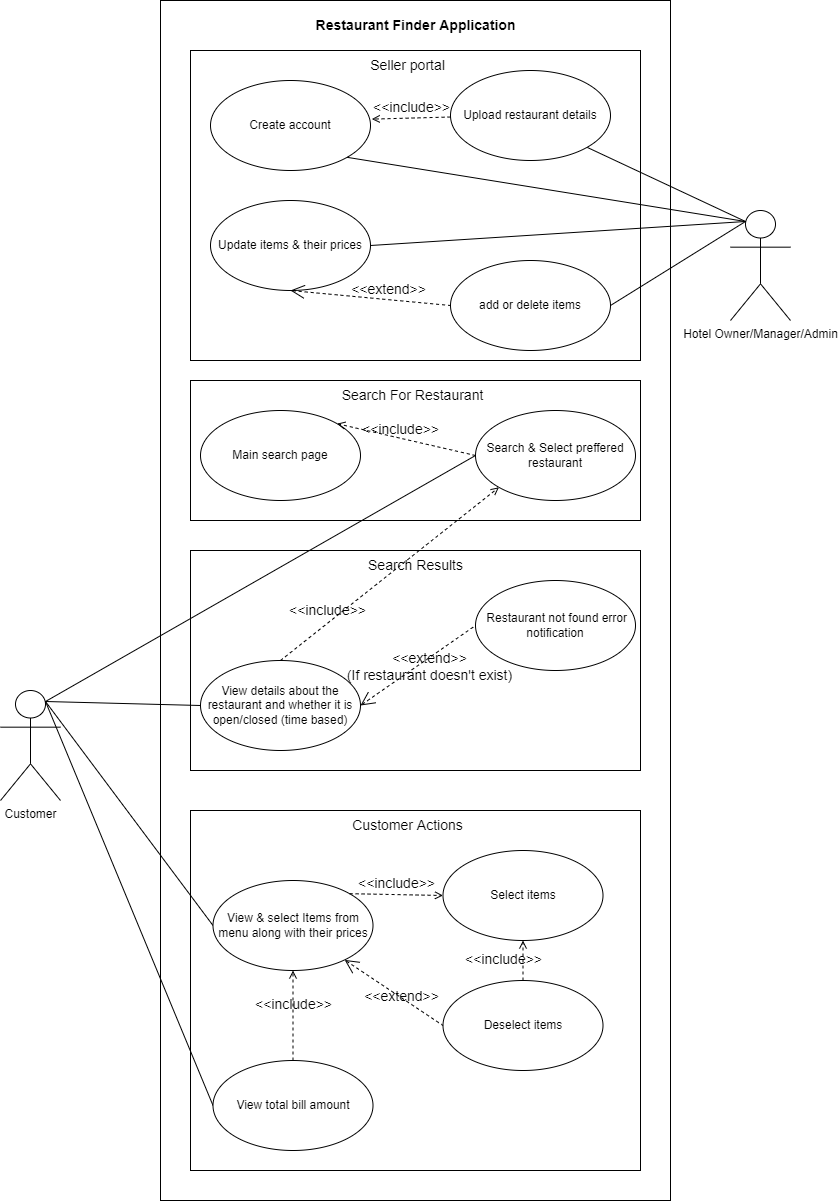 Restaurant Finder Application
Seller portal
<<include>>
Create account
Upload restaurant details
Update items & their prices
<<extend>>
add or delete items
Hotel Owner/Manager/Admin
Search For Restaurant
<<include>>
Main search page
Search & Select preffered
restaurant
Search Results
<<include>>
Restaurant not found error
notification
<<extend>>
(If restaurant doesn't exist)
View details about the
restaurant and whether it is
open/closed (time based)
Customer
Customer Actions
<<include>>
Select items
View & select Items from
menu along with their prices
<<include>>
<<extend>>
<<include>>
Deselect items
View total bill amount